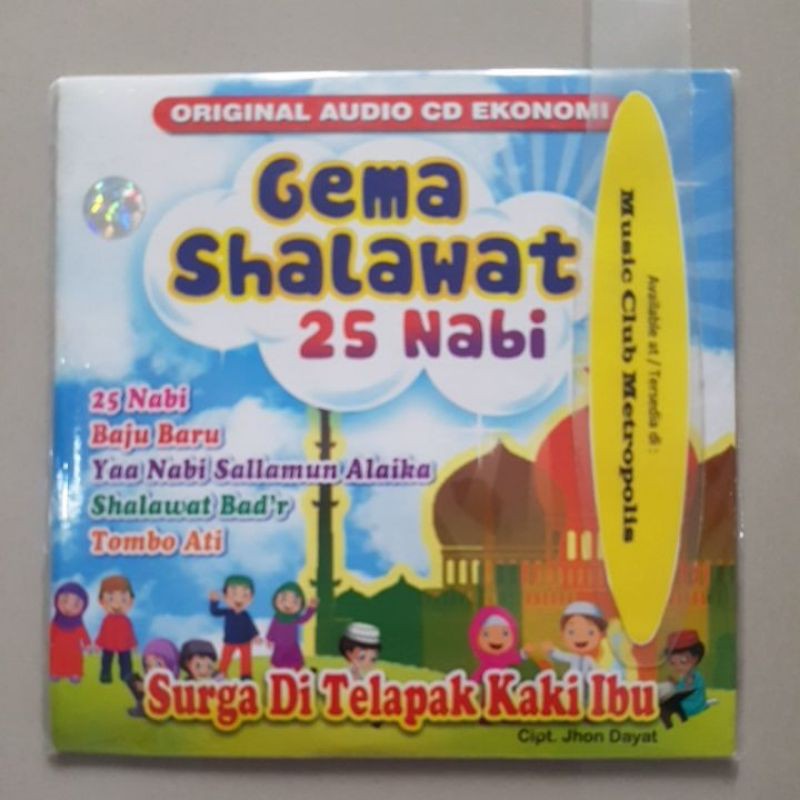 ORIGINAL AUDIO CD EKONOMI
Gema
Shalawat
25 Nabi
25 Nabi
Baju Baru
Yaa Nabi Sallamun Alaika
Shalawat Bad'r
Tombo Ati
Surga Di Telapak Kaki Ibu
Cipt. Jhon Dayat
Available at / Tersedia di :
Music Club Metropolis